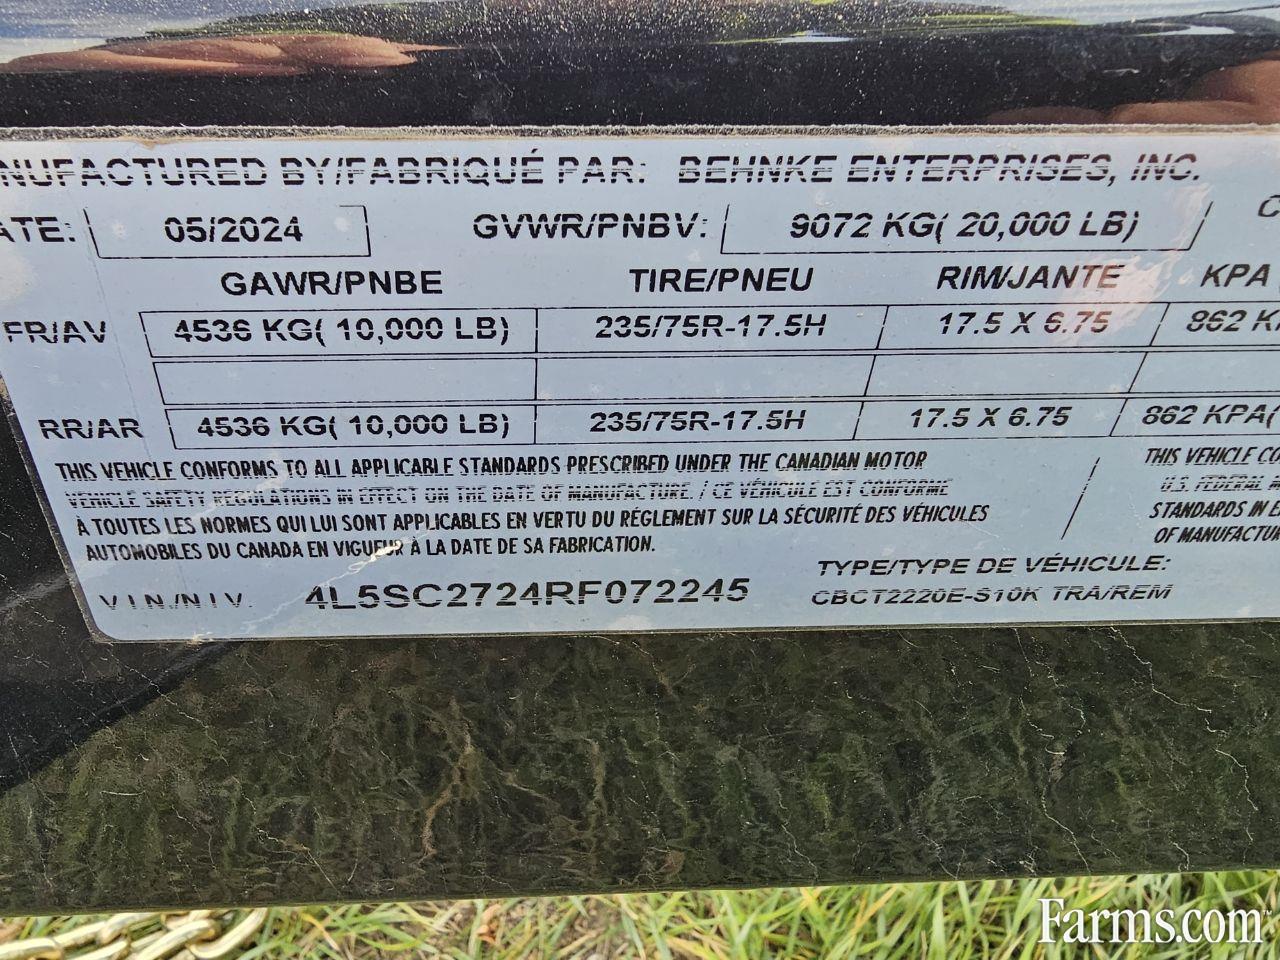 NUFACTURED BY/FABRIQUÉ PAR: BEHNKE ENTERPRISES, INC.
ATE: 05/2024 GVWR/PNBV: 9072 KG( 20,000 LB) C
GAWR/PNBE TIRE/PNEU RIM/JANTE KPA
FR/AV 4536 KG( 10,000 LB) 235/75R-17.5H 17.5 X 6.75 862 K
RR/AR 4536 KG( 10,000 LB) 235/75R-17.5H 17.5 X 6.75 862 KPA(
THIS VEHICLE CONFORMS TO ALL APPLICABLE STANDARDS PRESCRIBED UNDER THE CANADIAN MOTOR
VEHICLE SAFETY REGULATIONS IN EFFECT ON THE DATE OF MANUFACTURE. / CE VÉHICULE EST CONFORME
À TOUTES LES NORMES QUI LUI SONT APPLICABLES EN VERTU DU RÉGLEMENT SUR LA SÉCURITÉ DES VÉHICULES
AUTOMOBILES DU CANADA EN VIGUEUR À LA DATE DE SA FABRICATION.
THIS VEHICLE CO
U.S. FEDERAL M
STANDARDS IN E
OF MANUFACTU
V.I.N./N.I.V. 4L5SC2724RF072245
TYPE/TYPE DE VÉHICULE:
CBCT2220E-S10K TRA/REM
Farms.com™